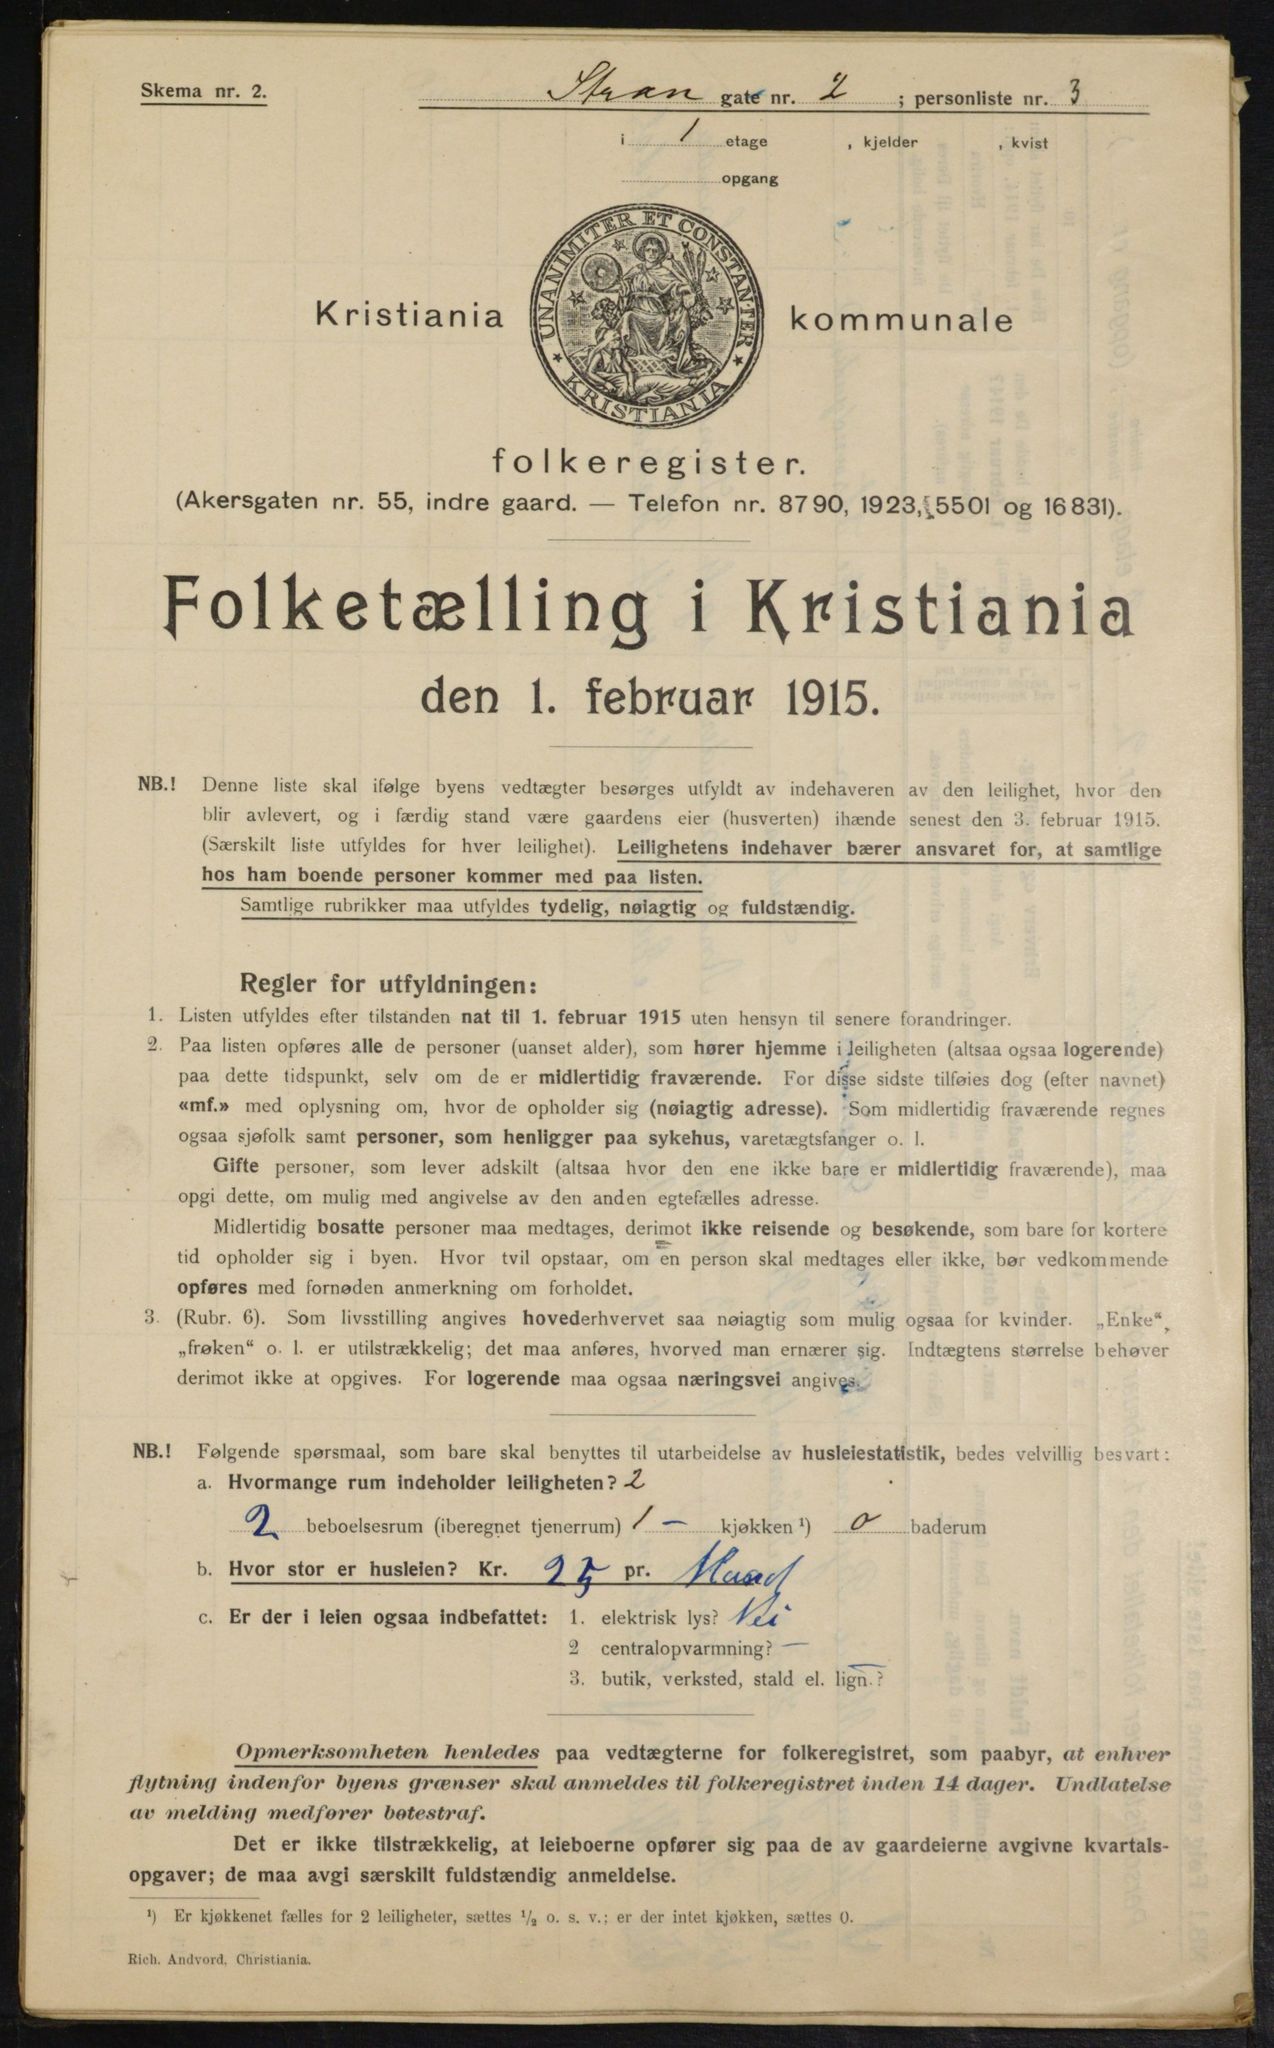 Skema nr. 2.
Stran gate nr. 2 ; personliste nr. 3
i 1 etage , kjelder , kvist
opgang
UNANIMITER ET CONSTANTER
KRISTIANIA
Kristiania kommunale
folkeregister.
(Akersgaten nr. 55, indre gaard. — Telefon nr. 8790, 1923, 5501 og 16831).
Folketælling i Kristiania
den 1. februar 1915.
NB.! Denne liste skal ifølge byens vedtægter besørges utfyldt av indehaveren av den leilighet, hvor den
blir avlevert, og i færdig stand være gaardens eier (husverten) ihænde senest den 3. februar 1915.
(Særskilt liste utfyldes for hver leilighet). Leilighetens indehaver bærer ansvaret for, at samtlige
hos ham boende personer kommer med paa listen.
Samtlige rubrikker maa utfyldes tydelig, nøiagtig og fuldstændig.
Regler for utfyldningen:
1. Listen utfyldes efter tilstanden nat til 1. februar 1915 uten hensyn til senere forandringer.
2. Paa listen opføres alle de personer (uanset alder), som hører hjemme i leiligheten (altsaa ogsaa logerende)
paa dette tidspunkt, selv om de er midlertidig fraværende. For disse sidste tilføies dog (efter navnet)
«mf.» med oplysning om, hvor de opholder sig (nøiagtig adresse). Som midlertidig fraværende regnes
ogsaa sjøfolk samt personer, som henligger paa sykehus, varetægtsfanger o. l.
Gifte personer, som lever adskilt (altsaa hvor den ene ikke bare er midlertidig fraværende), maa
opgi dette, om mulig med angivelse av den anden egtefælles adresse.
Midlertidig bosatte personer maa medtages, derimot ikke reisende og besøkende, som bare for kortere
tid opholder sig i byen. Hvor tvil opstaar, om en person skal medtages eller ikke, bør vedkommende
opføres med fornøden anmerkning om forholdet.
3. (Rubr. 6). Som livsstilling angives hovederhvervet saa nøiagtig som mulig ogsaa for kvinder. „Enke“,
„frøken“ o. l. er utilstrækkelig; det maa anføres, hvorved man ernærer sig. Indtægtens størrelse behøver
derimot ikke at opgives. For logerende maa ogsaa næringsvei angives.
NB.! Følgende spørsmaal, som bare skal benyttes til utarbeidelse av husleiestatistik, bedes velvillig besvart:
a. Hvormange rum indeholder leiligheten? 2
2 beboelsesrum (iberegnet tjenerrum) 1 — kjøkken ¹) 0 baderum
b. Hvor stor er husleien? Kr. 25 pr. Maaned
c. Er der i leien ogsaa indbefattet: 1. elektrisk lys? Nei
2 centralopvarmning? —
3. butik, verksted, stald el. lign.? —
Opmerksomheten henledes paa vedtægterne for folkeregistret, som paabyr, at enhver
flytning indenfor byens grænser skal anmeldes til folkeregistret inden 14 dager. Undlatelse
av melding medfører bøtestraf.
Det er ikke tilstrækkelig, at leieboerne opfører sig paa de av gaardeierne avgivne kvartals-
opgaver; de maa avgi særskilt fuldstændig anmeldelse.
¹) Er kjøkkenet fælles for 2 leiligheter, sættes ½ o. s. v.; er der intet kjøkken, sættes 0.
Rich. Andvord, Christiania.